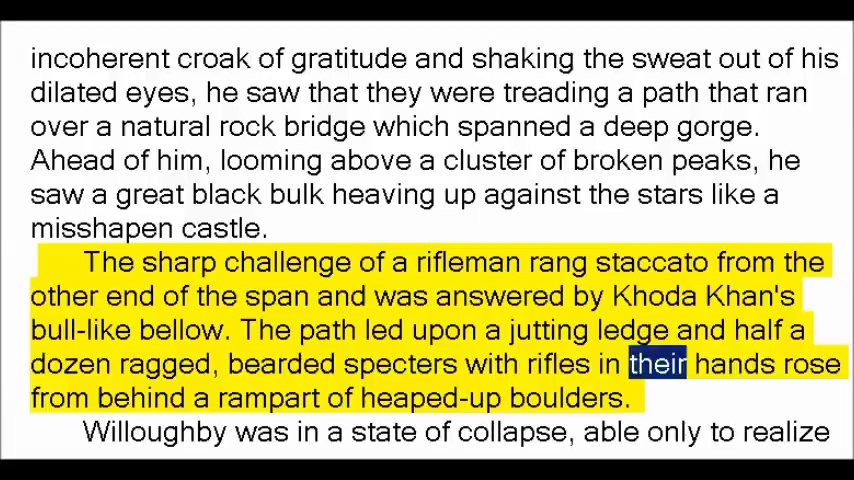 incoherent croak of gratitude and shaking the sweat out of his
dilated eyes, he saw that they were treading a path that ran
over a natural rock bridge which spanned a deep gorge.
Ahead of him, looming above a cluster of broken peaks, he
saw a great black bulk heaving up against the stars like a
misshapen castle.
The sharp challenge of a rifleman rang staccato from the
other end of the span and was answered by Khoda Khan's
bull-like bellow. The path led upon a jutting ledge and half a
dozen ragged, bearded specters with rifles in their hands rose
from behind a rampart of heaped-up boulders.
Willoughby was in a state of collapse, able only to realize